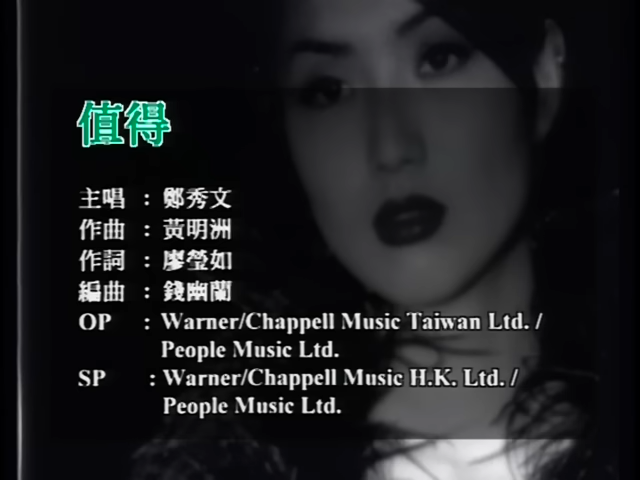 值得
主唱 : 鄭秀文
作曲 : 黃明洲
作詞 : 廖瑩如
編曲 : 錢幽蘭
OP : Warner/Chappell Music Taiwan Ltd. /
People Music Ltd.
SP : Warner/Chappell Music H.K. Ltd. /
People Music Ltd.